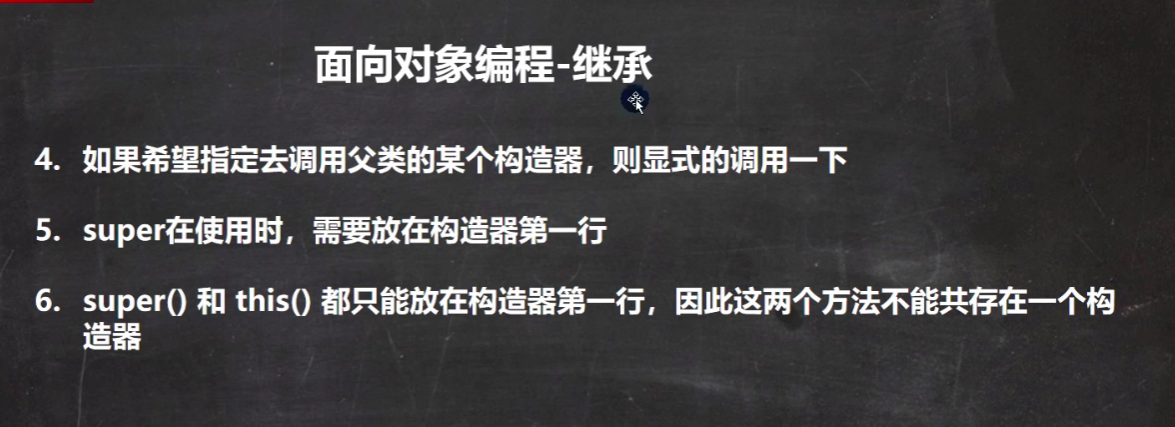 面向对象编程-继承
4. 如果希望指定去调用父类的某个构造器，则显式的调用一下
5. super在使用时，需要放在构造器第一行
6. super() 和 this() 都只能放在构造器第一行，因此这两个方法不能共存在一个构
造器